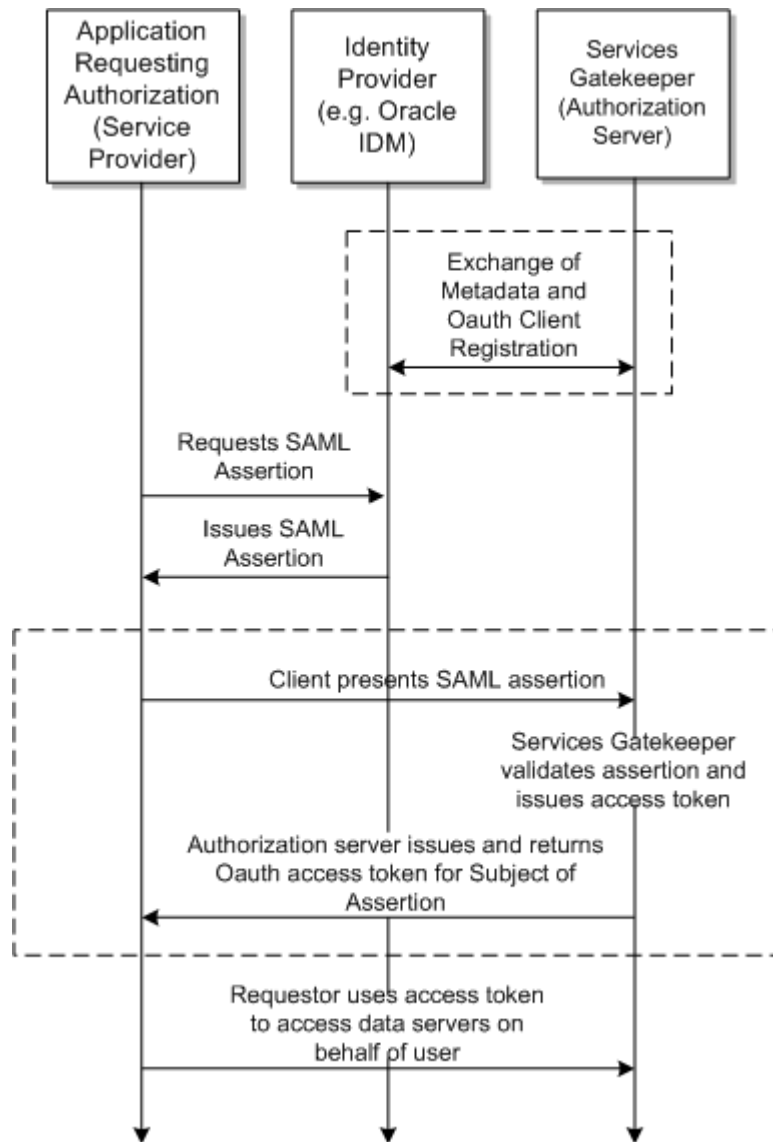 Application
Requesting
Authorization
(Service
Provider)
Identity
Provider
(e.g. Oracle
IDM)
Services
Gatekeeper
(Authorization
Server)
Exchange of
Metadata and
Oauth Client
Registration
Requests SAML
Assertion
Issues SAML
Assertion
Client presents SAML assertion
Services Gatekeeper
validates assertion and
issues access token
Authorization server issues and returns
Oauth access token for Subject of
Assertion
Requestor uses access token
to access data servers on
behalf of user